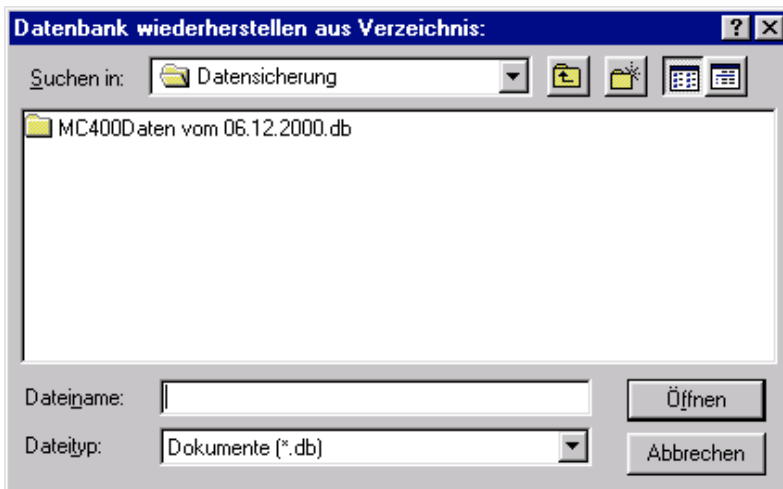 Datenbank wiederherstellen aus Verzeichnis:
Suchen in: Datensicherung
MC400Daten vom 06.12.2000.db
Dateiname: Öffnen
Dateityp: Dokumente (*.db) Abbrechen